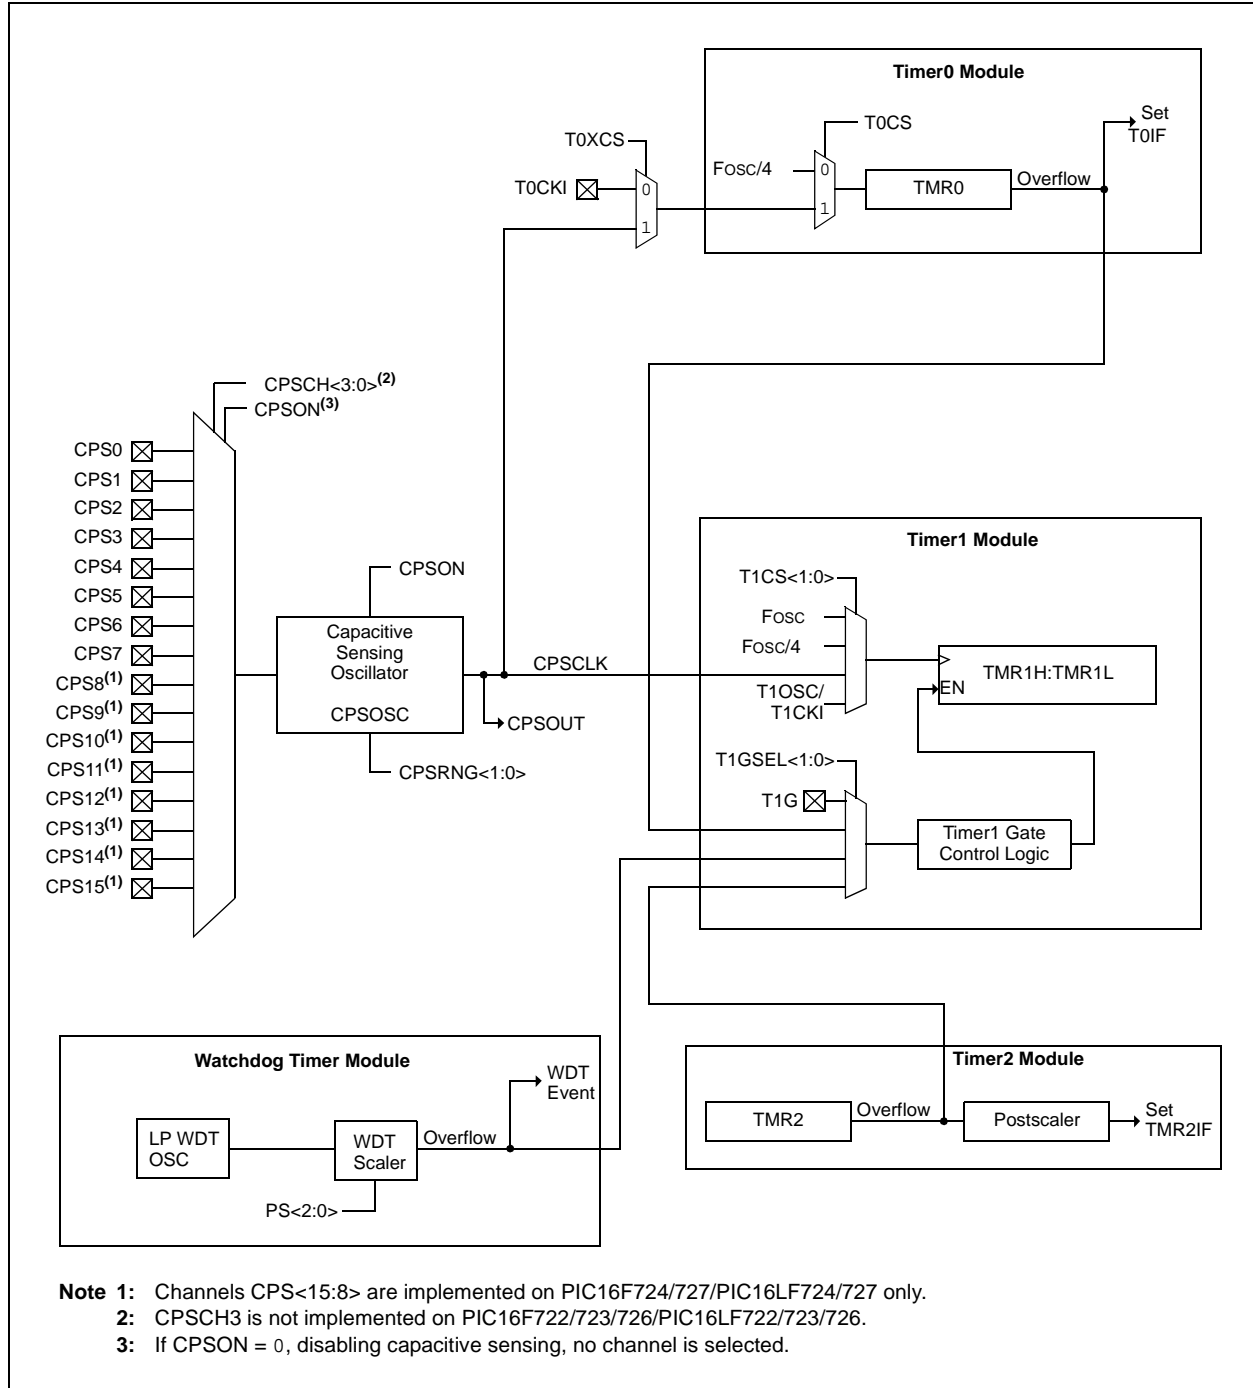 Timer0 Module
T0XCS
T0CS
Set
T0IF
FOSC/4
0
T0CKI
0
TMR0
Overflow
1
1
CPSCH<3:0>(2)
CPSON(3)
CPS0
CPS1
CPS2
CPS3
CPS4
CPS5
CPS6
CPS7
CPS8(1)
CPS9(1)
CPS10(1)
CPS11(1)
CPS12(1)
CPS13(1)
CPS14(1)
CPS15(1)
CPSON
Capacitive
Sensing
Oscillator
CPSOSC
CPSCLK
CPSOUT
CPSRNG<1:0>
Timer1 Module
T1CS<1:0>
FOSC
FOSC/4
T1OSC/
T1CKI
TMR1H:TMR1L
EN
T1GSEL<1:0>
T1G
Timer1 Gate
Control Logic
Watchdog Timer Module
WDT
Event
LP WDT
OSC
WDT
Scaler
Overflow
PS<2:0>
Timer2 Module
TMR2
Overflow
Postscaler
Set
TMR2IF
Note 1: Channels CPS<15:8> are implemented on PIC16F724/727/PIC16LF724/727 only.
2: CPSCH3 is not implemented on PIC16F722/723/726/PIC16LF722/723/726.
3: If CPSON = 0, disabling capacitive sensing, no channel is selected.